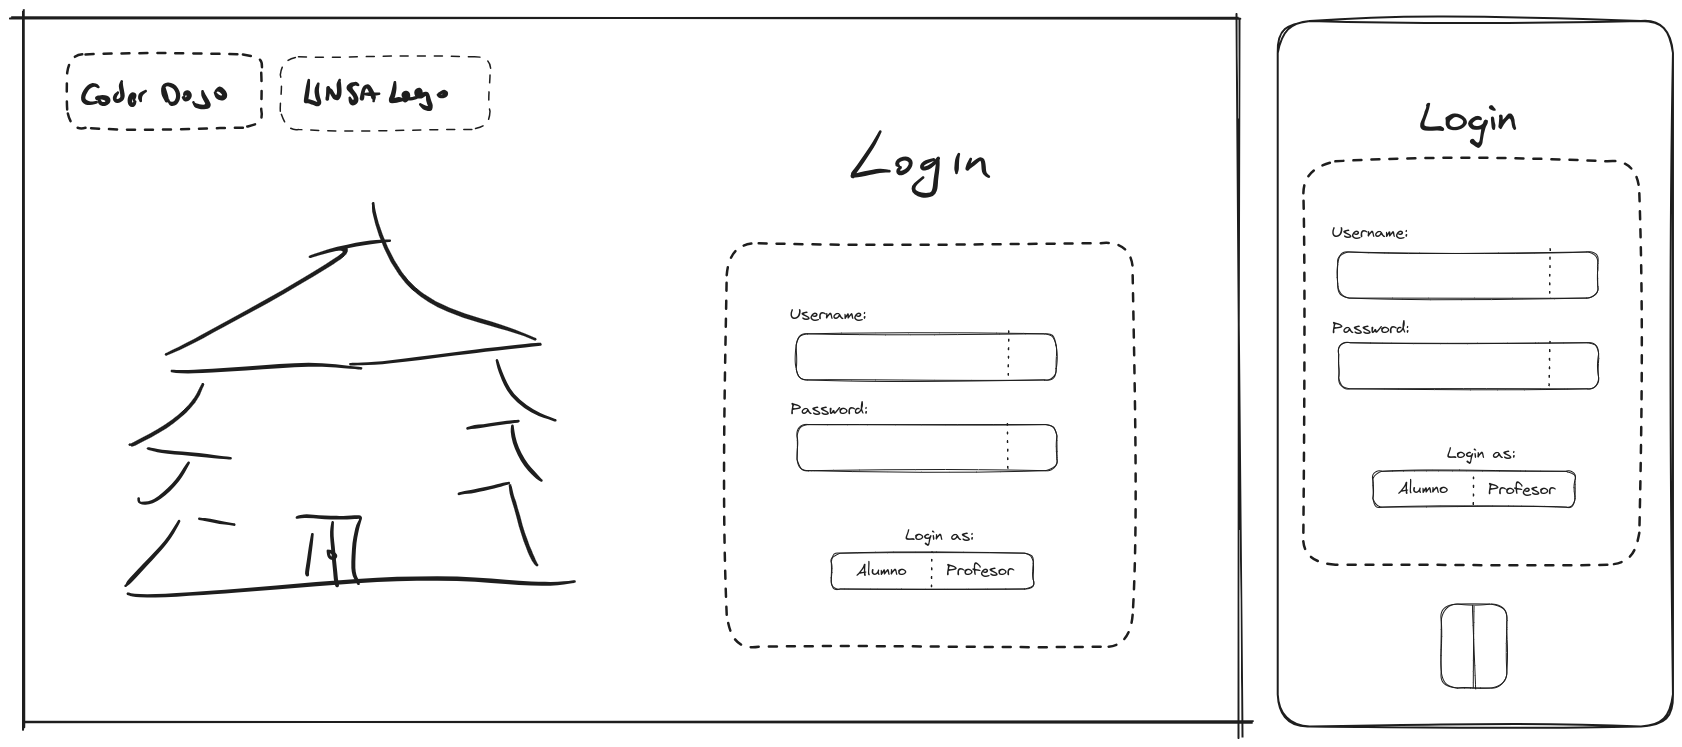 Coder Dojo
UNSA Logo
Login
Username:
Password:
Login as:
Alumno
Profesor
Login
Username:
Password:
Login as:
Alumno
Profesor